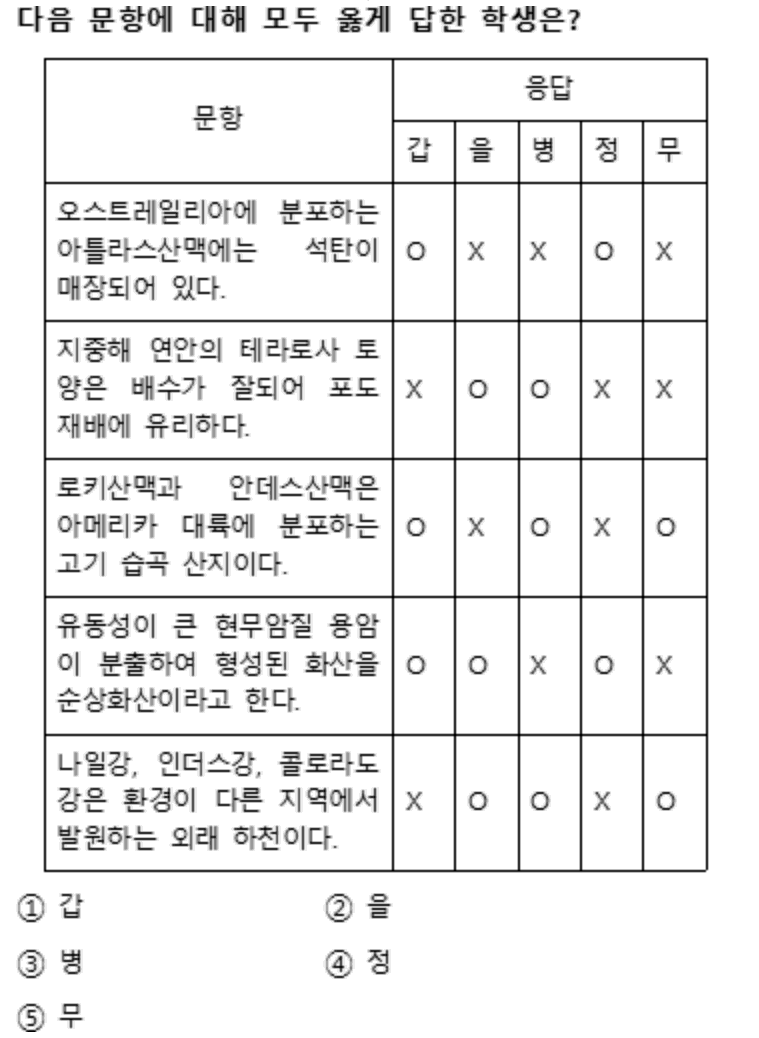 다음 문항에 대해 모두 옳게 답한 학생은?
문항
응답
갑 을 병 정 무
오스트레일리아에 분포하는
아틀라스산맥에는 석탄이
매장되어 있다.
O X X O X
지중해 연안의 테라로사 토
양은 배수가 잘되어 포도
재배에 유리하다.
X O O X X
로키산맥과 안데스산맥은
아메리카 대륙에 분포하는
고기 습곡 산지이다.
O X O X O
유동성이 큰 현무암질 용암
이 분출하여 형성된 화산을
순상화산이라고 한다.
O O X O X
나일강, 인더스강, 콜로라도
강은 환경이 다른 지역에서
발원하는 외래 하천이다.
X O O X O
① 갑 ② 을
③ 병 ④ 정
⑤ 무